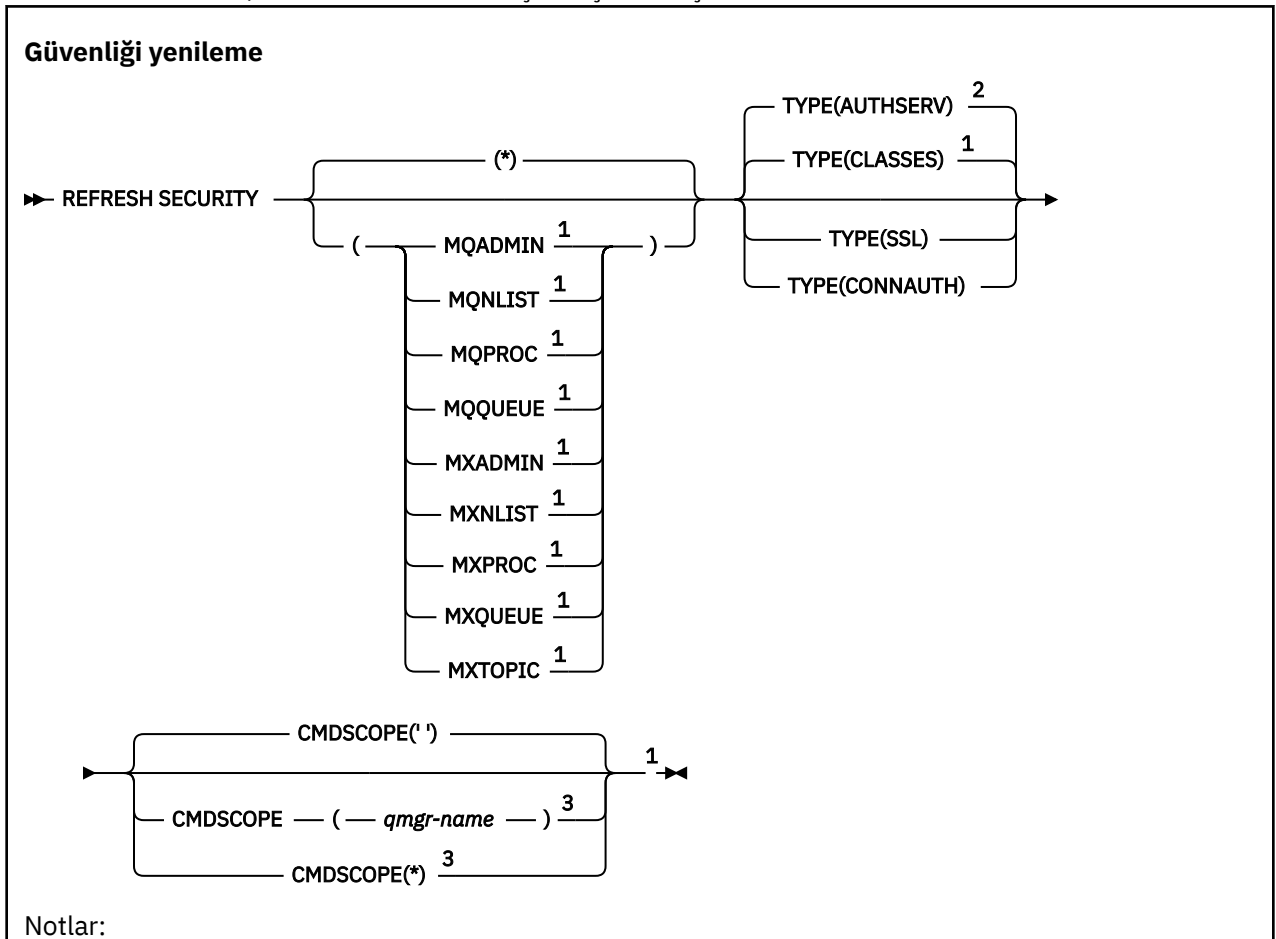 Güvenliği yenileme
2
TYPE(AUTHSERV)
(*)
TYPE(CLASSES) 1
REFRESH SECURITY
( MQADMIN 1 )
TYPE(SSL)
MQNLIST 1
TYPE(CONNAUTH)
MQPROC 1
MQQUEUE 1
MXADMIN 1
MXNLIST 1
MXPROC 1
MXQUEUE 1
MXTOPIC 1
CMDSCOPE(' ')
1
CMDSCOPE ( qmgr-name ) 3
CMDSCOPE(*) 3
Notlar: